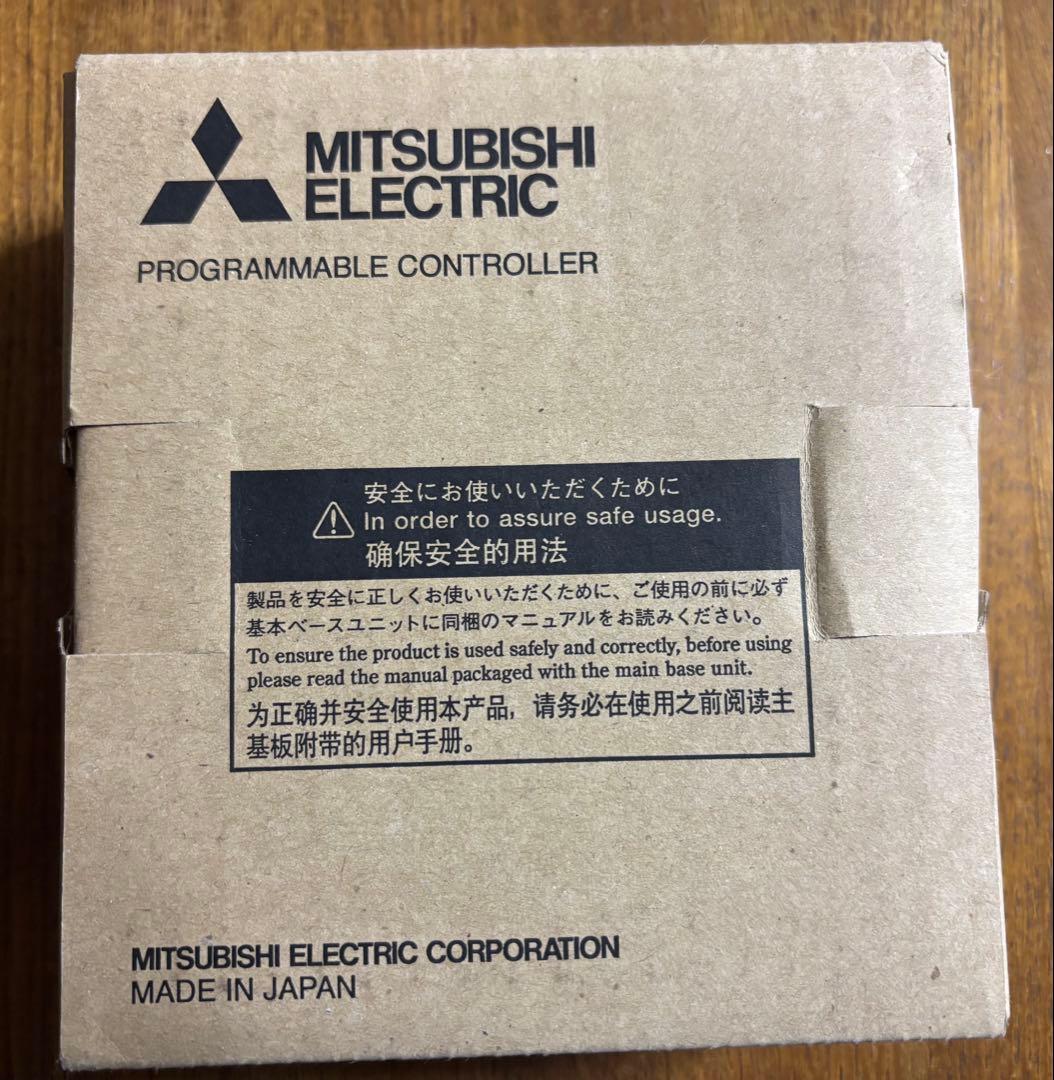 MITSUBISHI
ELECTRIC
PROGRAMMABLE CONTROLLER
安全にお使いいただくために
In order to assure safe usage.
确保安全的用法
製品を安全に正しくお使いいただくために、ご使用の前に必ず
基本ベースユニットに同梱のマニュアルをお読みください。
To ensure the product is used safely and correctly, before using
please read the manual packaged with the main base unit.
为正确并安全使用本产品，请务必在使用之前阅读主
基板附带的用户手册。
MITSUBISHI ELECTRIC CORPORATION
MADE IN JAPAN